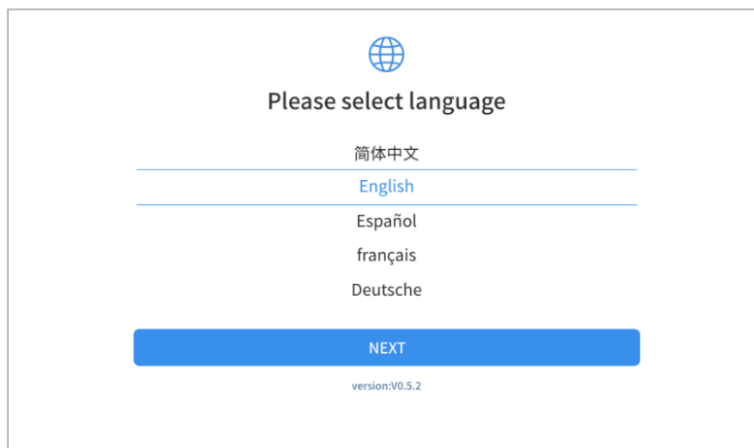 Please select language
简体中文
English
Español
français
Deutsche
NEXT
version:V0.5.2